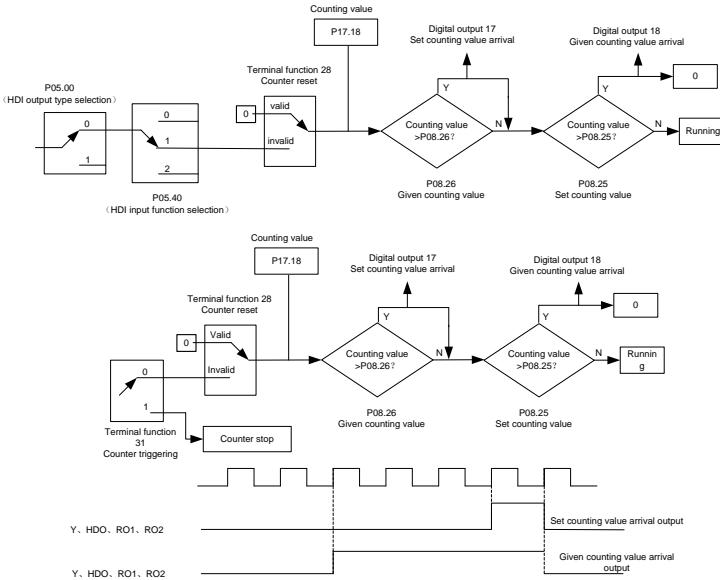 Counting value
P17.18
Digital output 17
Set counting value arrival
Digital output 18
Given counting value arrival
P05.00
（HDI output type selection）
Terminal function 28
Counter reset
0
1
0
1
2
0
valid
invalid
Y
N
Counting value
>P08.26?
Y
N
Counting value
>P08.25?
0
Running
P05.40
（HDI input function selection）
P08.26
Given counting value
P08.25
Set counting value
Counting value
P17.18
Digital output 17
Set counting value arrival
Digital output 18
Given counting value arrival
Terminal function 28
Counter reset
0
Valid
Invalid
0
1
Y
N
Counting value
>P08.26?
Y
N
Counting value
>P08.25?
0
Runnin
g
Terminal function
31
Counter triggering
Counter stop
P08.26
Given counting value
P08.25
Set counting value
Y、HDO、RO1、RO2
Set counting value arrival output
Y、HDO、RO1、RO2
Given counting value arrival
output